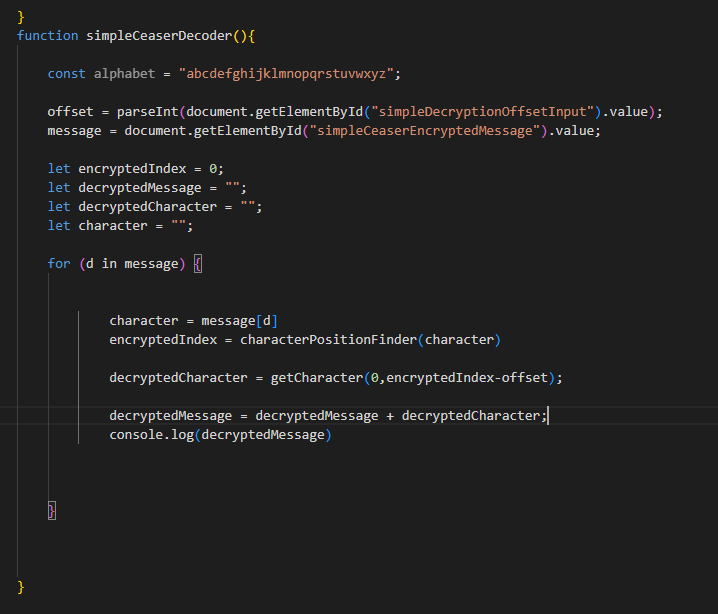 }
function simpleCeaserDecoder(){
const alphabet = "abcdefghijklmnopqrstuvwxyz";
offset = parseInt(document.getElementById("simpleDecryptionOffsetInput").value);
message = document.getElementById("simpleCeaserEncryptedMessage").value;
let encryptedIndex = 0;
let decryptedMessage = "";
let decryptedCharacter = "";
let character = "";
for (d in message) {
character = message[d]
encryptedIndex = characterPositionFinder(character)
decryptedCharacter = getCharacter(0,encryptedIndex-offset);
decryptedMessage = decryptedMessage + decryptedCharacter;
console.log(decryptedMessage)
}
}